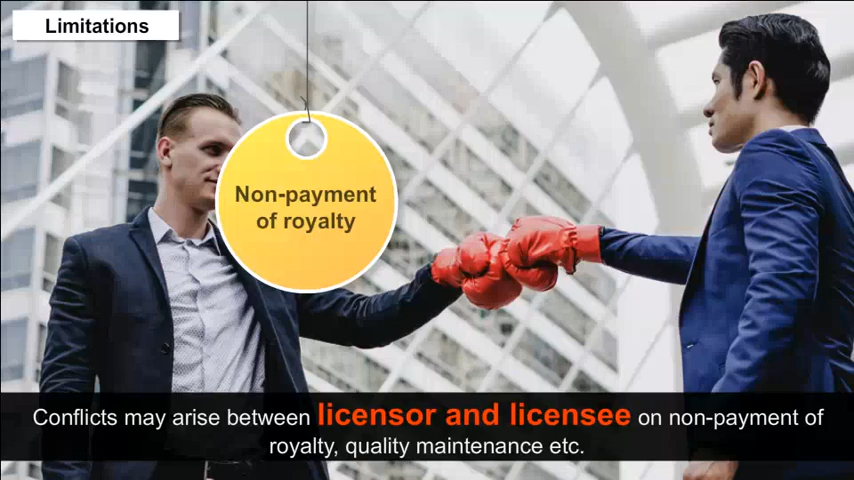 Limitations
Non-payment
of royalty
Conflicts may arise between licensor and licensee on non-payment of
royalty, quality maintenance etc.